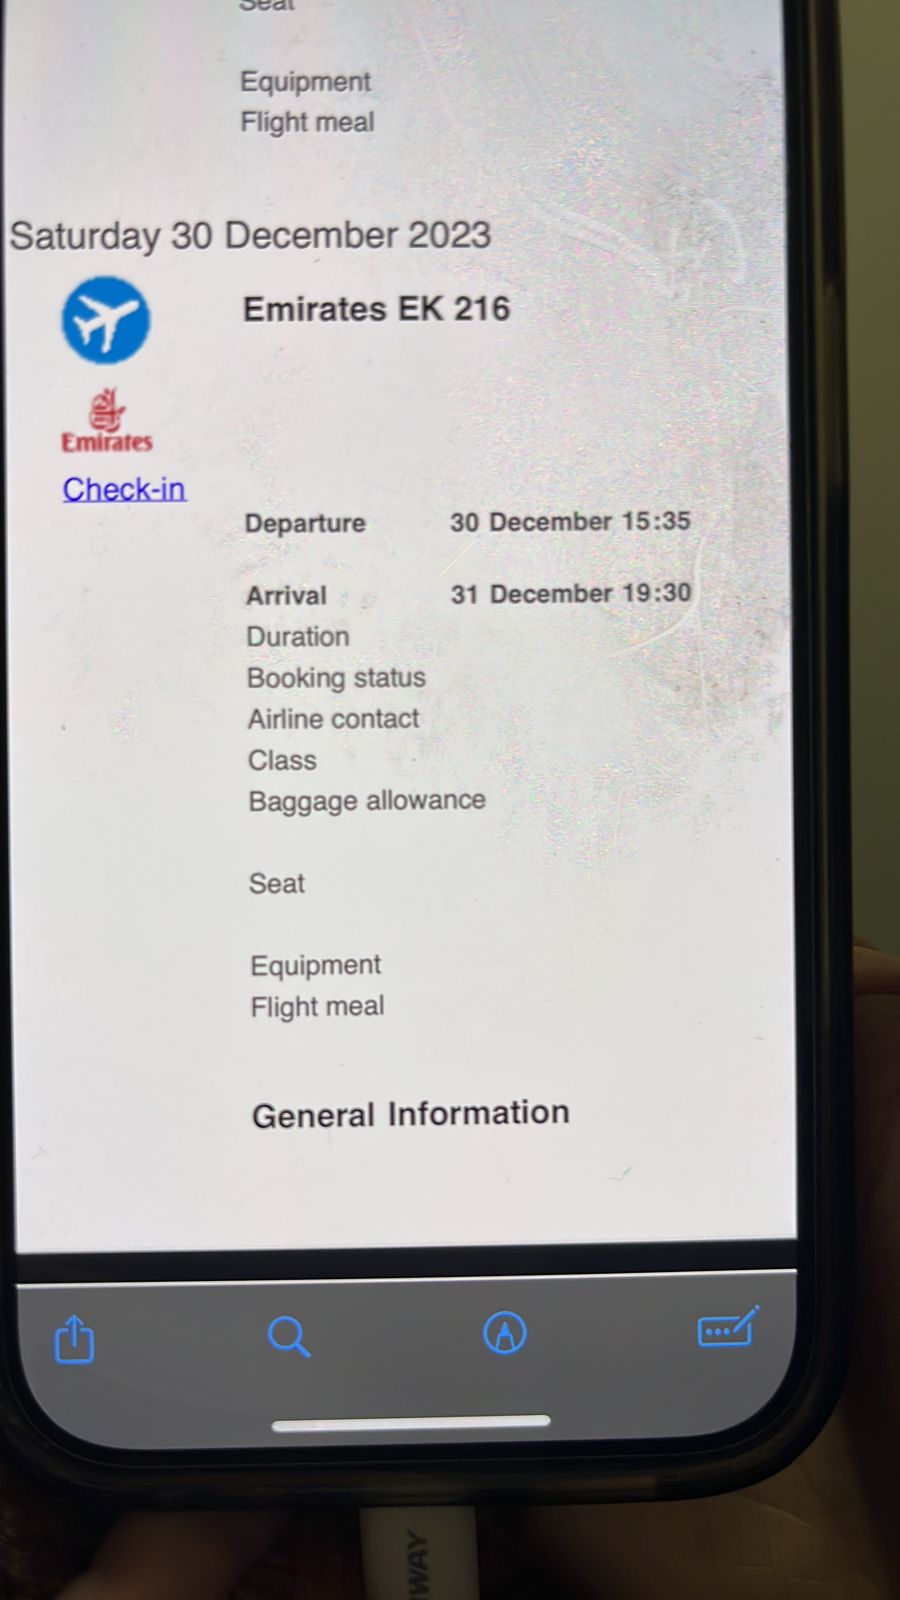 Seat
Equipment
Flight meal
Saturday 30 December 2023
Emirates EK 216
Emirates
Check-in
Departure 30 December 15:35
Arrival 31 December 19:30
Duration
Booking status
Airline contact
Class
Baggage allowance
Seat
Equipment
Flight meal
General Information
WAY